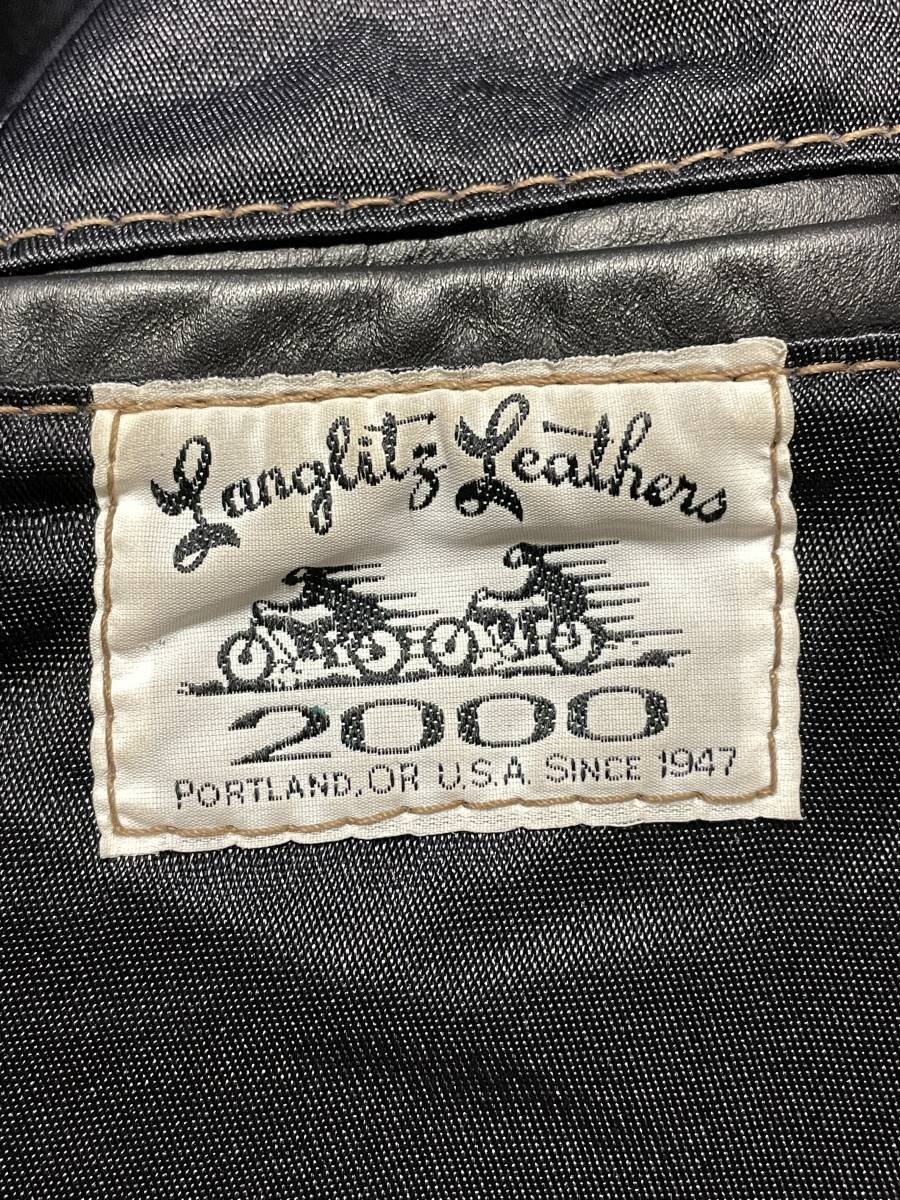 Langlitz Leathers
2000
PORTLAND, OR U.S.A. SINCE 1947